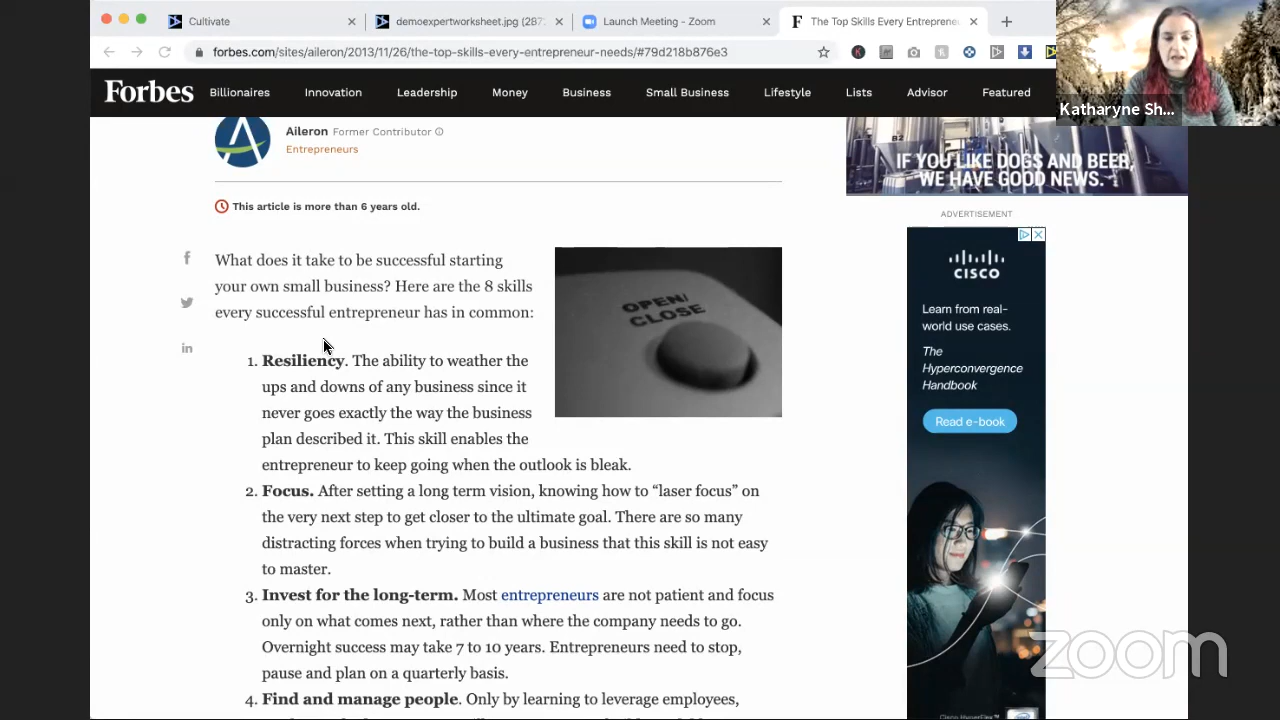 Cultivate
demoexpertworksheet.jpg (287
Launch Meeting - Zoom
The Top Skills Every Entreprene
forbes.com/sites/aileron/2013/11/26/the-top-skills-every-entrepreneur-needs/#79d218b876e3
Katharyne Sh...
Forbes Billionaires Innovation Leadership Money Business Small Business Lifestyle Lists Advisor Featured
Aileron Former Contributor
Entrepreneurs
This article is more than 6 years old.
What does it take to be successful starting
your own small business? Here are the 8 skills
every successful entrepreneur has in common:
OPEN/
CLOSE
1. Resiliency. The ability to weather the
ups and downs of any business since it
never goes exactly the way the business
plan described it. This skill enables the
entrepreneur to keep going when the outlook is bleak.
2. Focus. After setting a long term vision, knowing how to “laser focus” on
the very next step to get closer to the ultimate goal. There are so many
distracting forces when trying to build a business that this skill is not easy
to master.
3. Invest for the long-term. Most entrepreneurs are not patient and focus
only on what comes next, rather than where the company needs to go.
Overnight success may take 7 to 10 years. Entrepreneurs need to stop,
pause and plan on a quarterly basis.
4. Find and manage people. Only by learning to leverage employees,
B2
IF YOU LIKE DOGS AND BEER,
WE HAVE GOOD NEWS.
ADVERTISEMENT
CISCO
Learn from real-
world use cases.
The
Hyperconvergence
Handbook
Read e-book
zoom